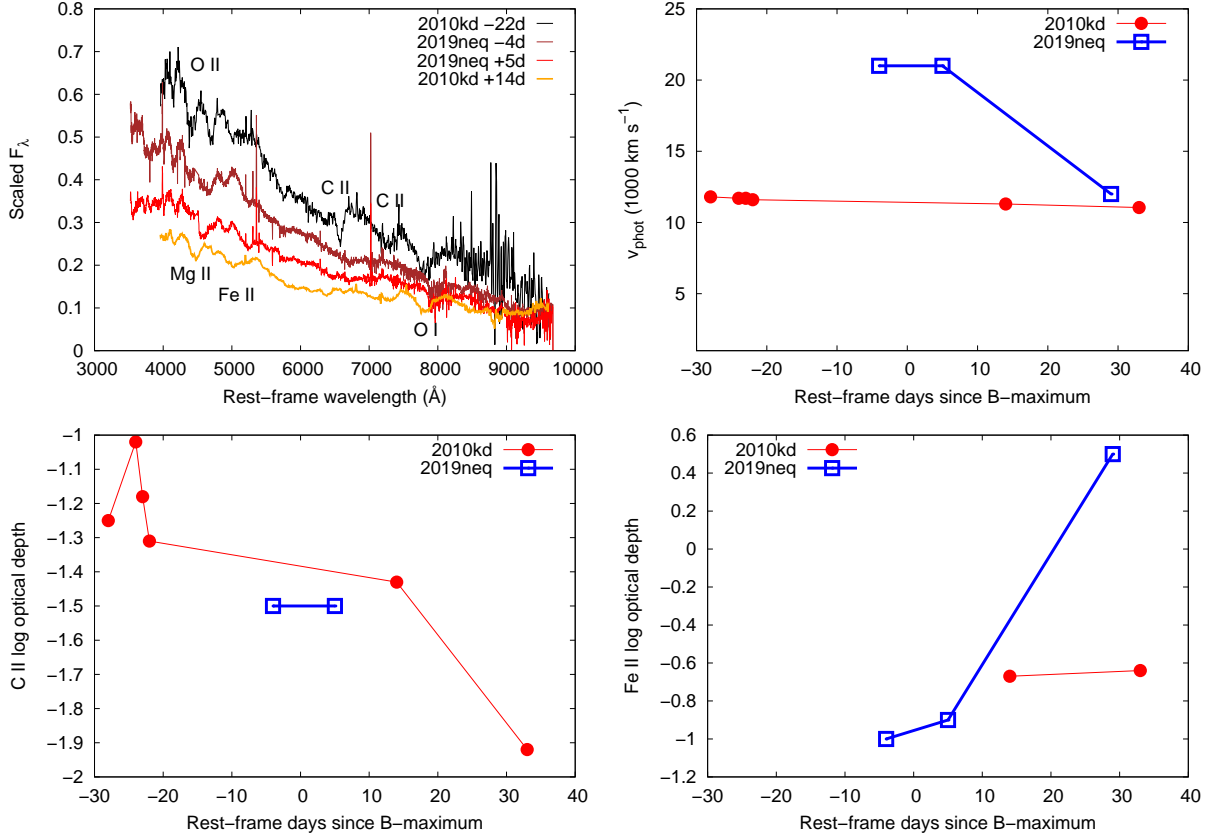 2010kd −22d
2019neq −4d
2019neq +5d
2010kd +14d
O II
C II
C II
Mg II
Fe II
O I
0.8
0.7
0.6
0.5
0.4
0.3
0.2
0.1
0
3000 4000 5000 6000 7000 8000 9000 10000
Scaled Fλ
Rest−frame wavelength (Å)
2010kd
2019neq
25
20
15
10
5
−30 −20 −10 0 10 20 30 40
vphot (1000 km s−1)
Rest−frame days since B−maximum
2010kd
2019neq
−1
−1.1
−1.2
−1.3
−1.4
−1.5
−1.6
−1.7
−1.8
−1.9
−2
−30 −20 −10 0 10 20 30 40
C II log optical depth
Rest−frame days since B−maximum
2010kd
2019neq
0.6
0.4
0.2
0
−0.2
−0.4
−0.6
−0.8
−1
−1.2
−30 −20 −10 0 10 20 30 40
Fe II log optical depth
Rest−frame days since B−maximum